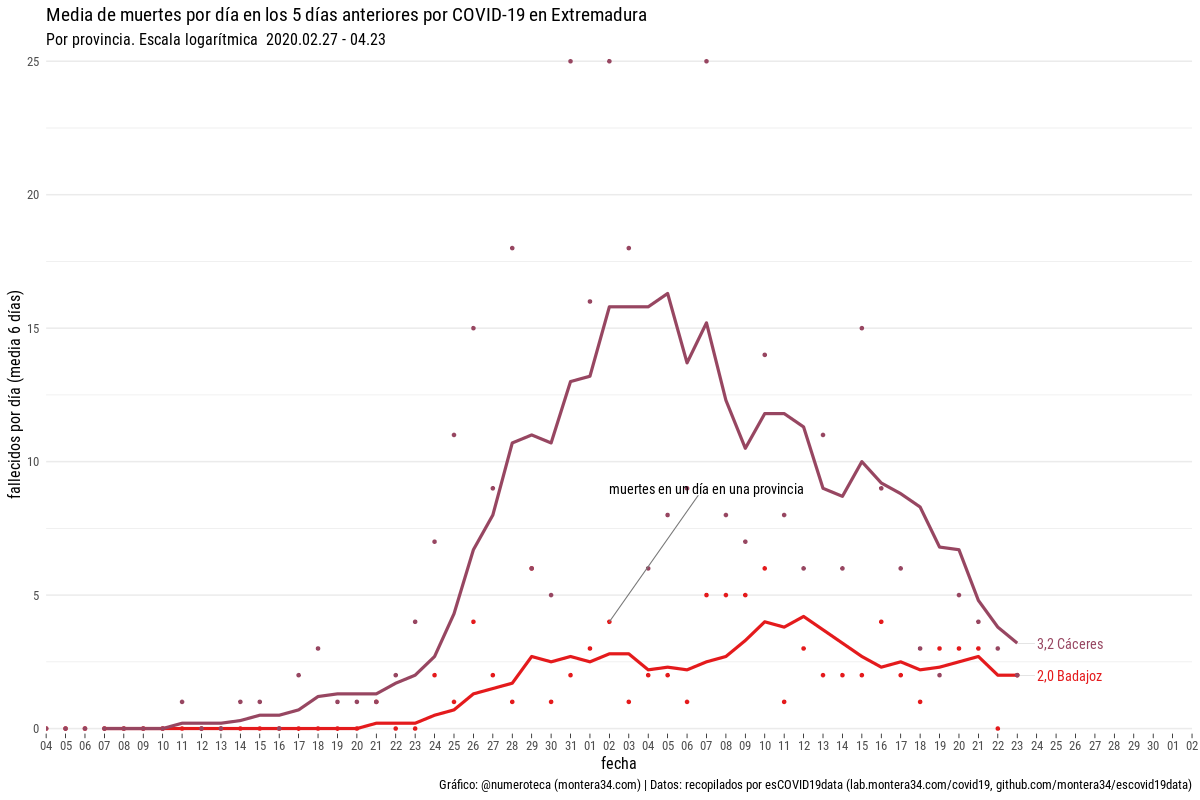 Media de muertes por día en los 5 días anteriores por COVID-19 en Extremadura
Por provincia. Escala logarítmica  2020.02.27 - 04.23
25
20
15
10
5
0
fallecidos por día (media 6 días)
muertes en un día en una provincia
3,2 Cáceres
2,0 Badajoz
04 05 06 07 08 09 10 11 12 13 14 15 16 17 18 19 20 21 22 23 24 25 26 27 28 29 30 31 01 02 03 04 05 06 07 08 09 10 11 12 13 14 15 16 17 18 19 20 21 22 23 24 25 26 27 28 29 30 01 02
fecha
Gráfico: @numeroteca (montera34.com) | Datos: recopilados por esCOVID19data (lab.montera34.com/covid19, github.com/montera34/escovid19data)